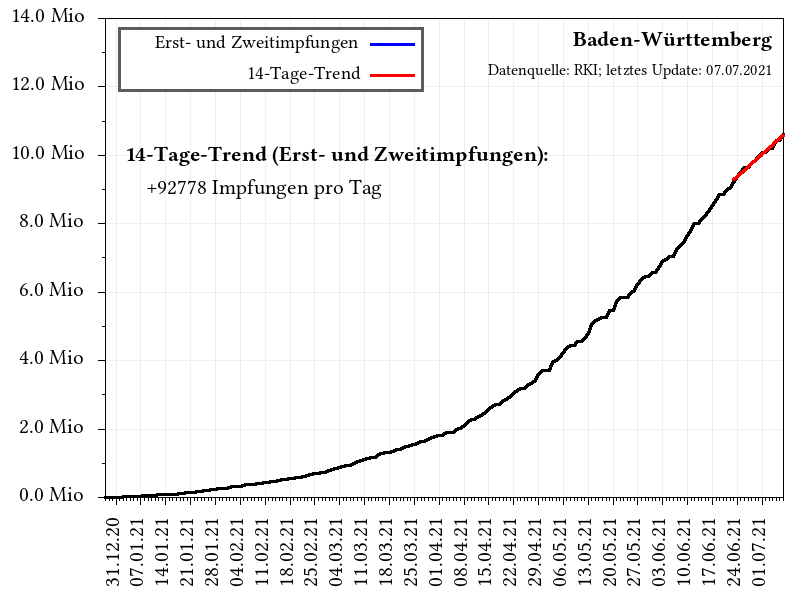 14.0 Mio
12.0 Mio
10.0 Mio
8.0 Mio
6.0 Mio
4.0 Mio
2.0 Mio
0.0 Mio
Erst- und Zweitimpfungen
14-Tage-Trend
Baden-Württemberg
Datenquelle: RKI; letztes Update: 07.07.2021
14-Tage-Trend (Erst- und Zweitimpfungen):
+92778 Impfungen pro Tag
31.12.20
07.01.21
14.01.21
21.01.21
28.01.21
04.02.21
11.02.21
18.02.21
25.02.21
04.03.21
11.03.21
18.03.21
25.03.21
01.04.21
08.04.21
15.04.21
22.04.21
29.04.21
06.05.21
13.05.21
20.05.21
27.05.21
03.06.21
10.06.21
17.06.21
24.06.21
01.07.21